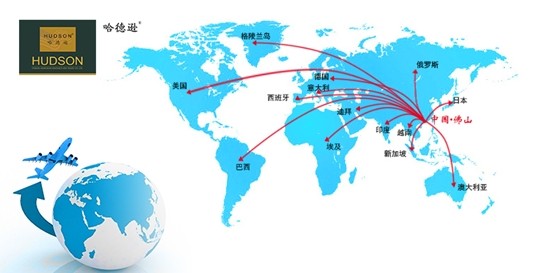 HUDSON
哈德逊
HUDSON
哈德逊®
格陵兰岛
美国
德国
意大利
西班牙
俄罗斯
日本
中国·佛山
迪拜
印度
越南
埃及
新加坡
巴西
澳大利亚